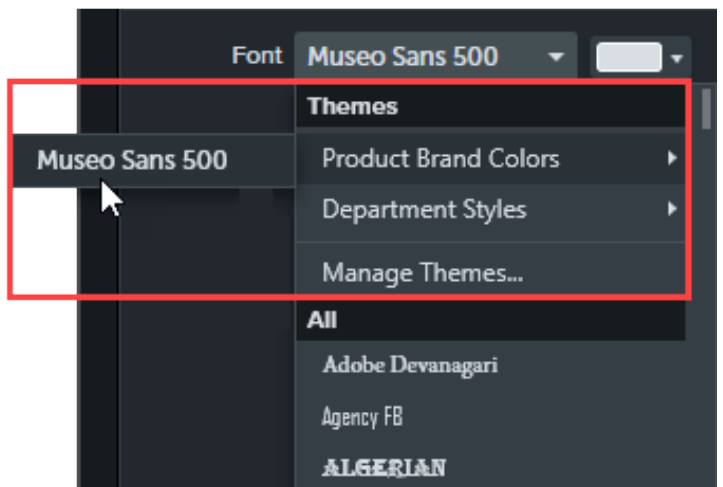 Font Museo Sans 500
Themes
Museo Sans 500
Product Brand Colors
Department Styles
Manage Themes...
All
Adobe Devanagari
Agency FB
ALGERIAN